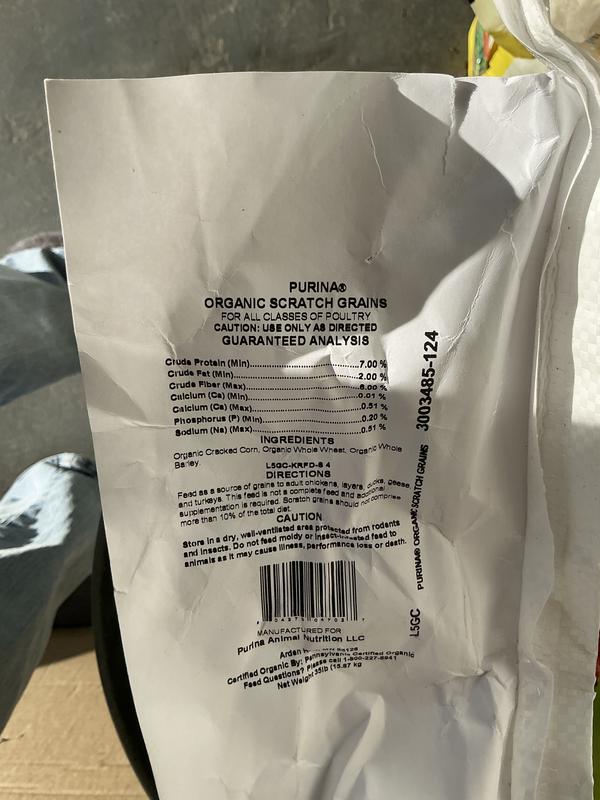 PURINA®
ORGANIC SCRATCH GRAINS
FOR ALL CLASSES OF POULTRY
CAUTION: USE ONLY AS DIRECTED
GUARANTEED ANALYSIS
Crude Protein (Min)....................7.00 %
Crude Fat (Min)....................2.00 %
Crude Fiber (Max)....................6.00 %
Calcium (Ca) (Min)....................0.01 %
Calcium (Ca) (Max)....................0.51 %
Phosphorus (P) (Min)....................0.20 %
Sodium (Na) (Max)....................0.51 %
INGREDIENTS
Organic Cracked Corn, Organic Whole Wheat, Organic Whole
Barley.
L5GC-KRFD-S 4
DIRECTIONS
Feed as a source of grains to adult chickens, layers, ducks, geese,
and turkeys. This feed is not a complete feed and additional
supplementation is required. Scratch grains should not comprise
more than 10% of the total diet.
CAUTION
Store in a dry, well-ventilated area protected from rodents
and insects. Do not feed moldy or insect-infested feed to
animals as it may cause illness, performance loss or death.
MANUFACTURED FOR
Purina Animal Nutrition LLC
Arden MN 55126
Certified Organic By: Pennsylvania Certified Organic
Feed Questions? Please call 1-800-227-8941
Net Weight 35lb (15.87 kg
L5GC PURINA® ORGANIC SCRATCH GRAINS 3003485-124